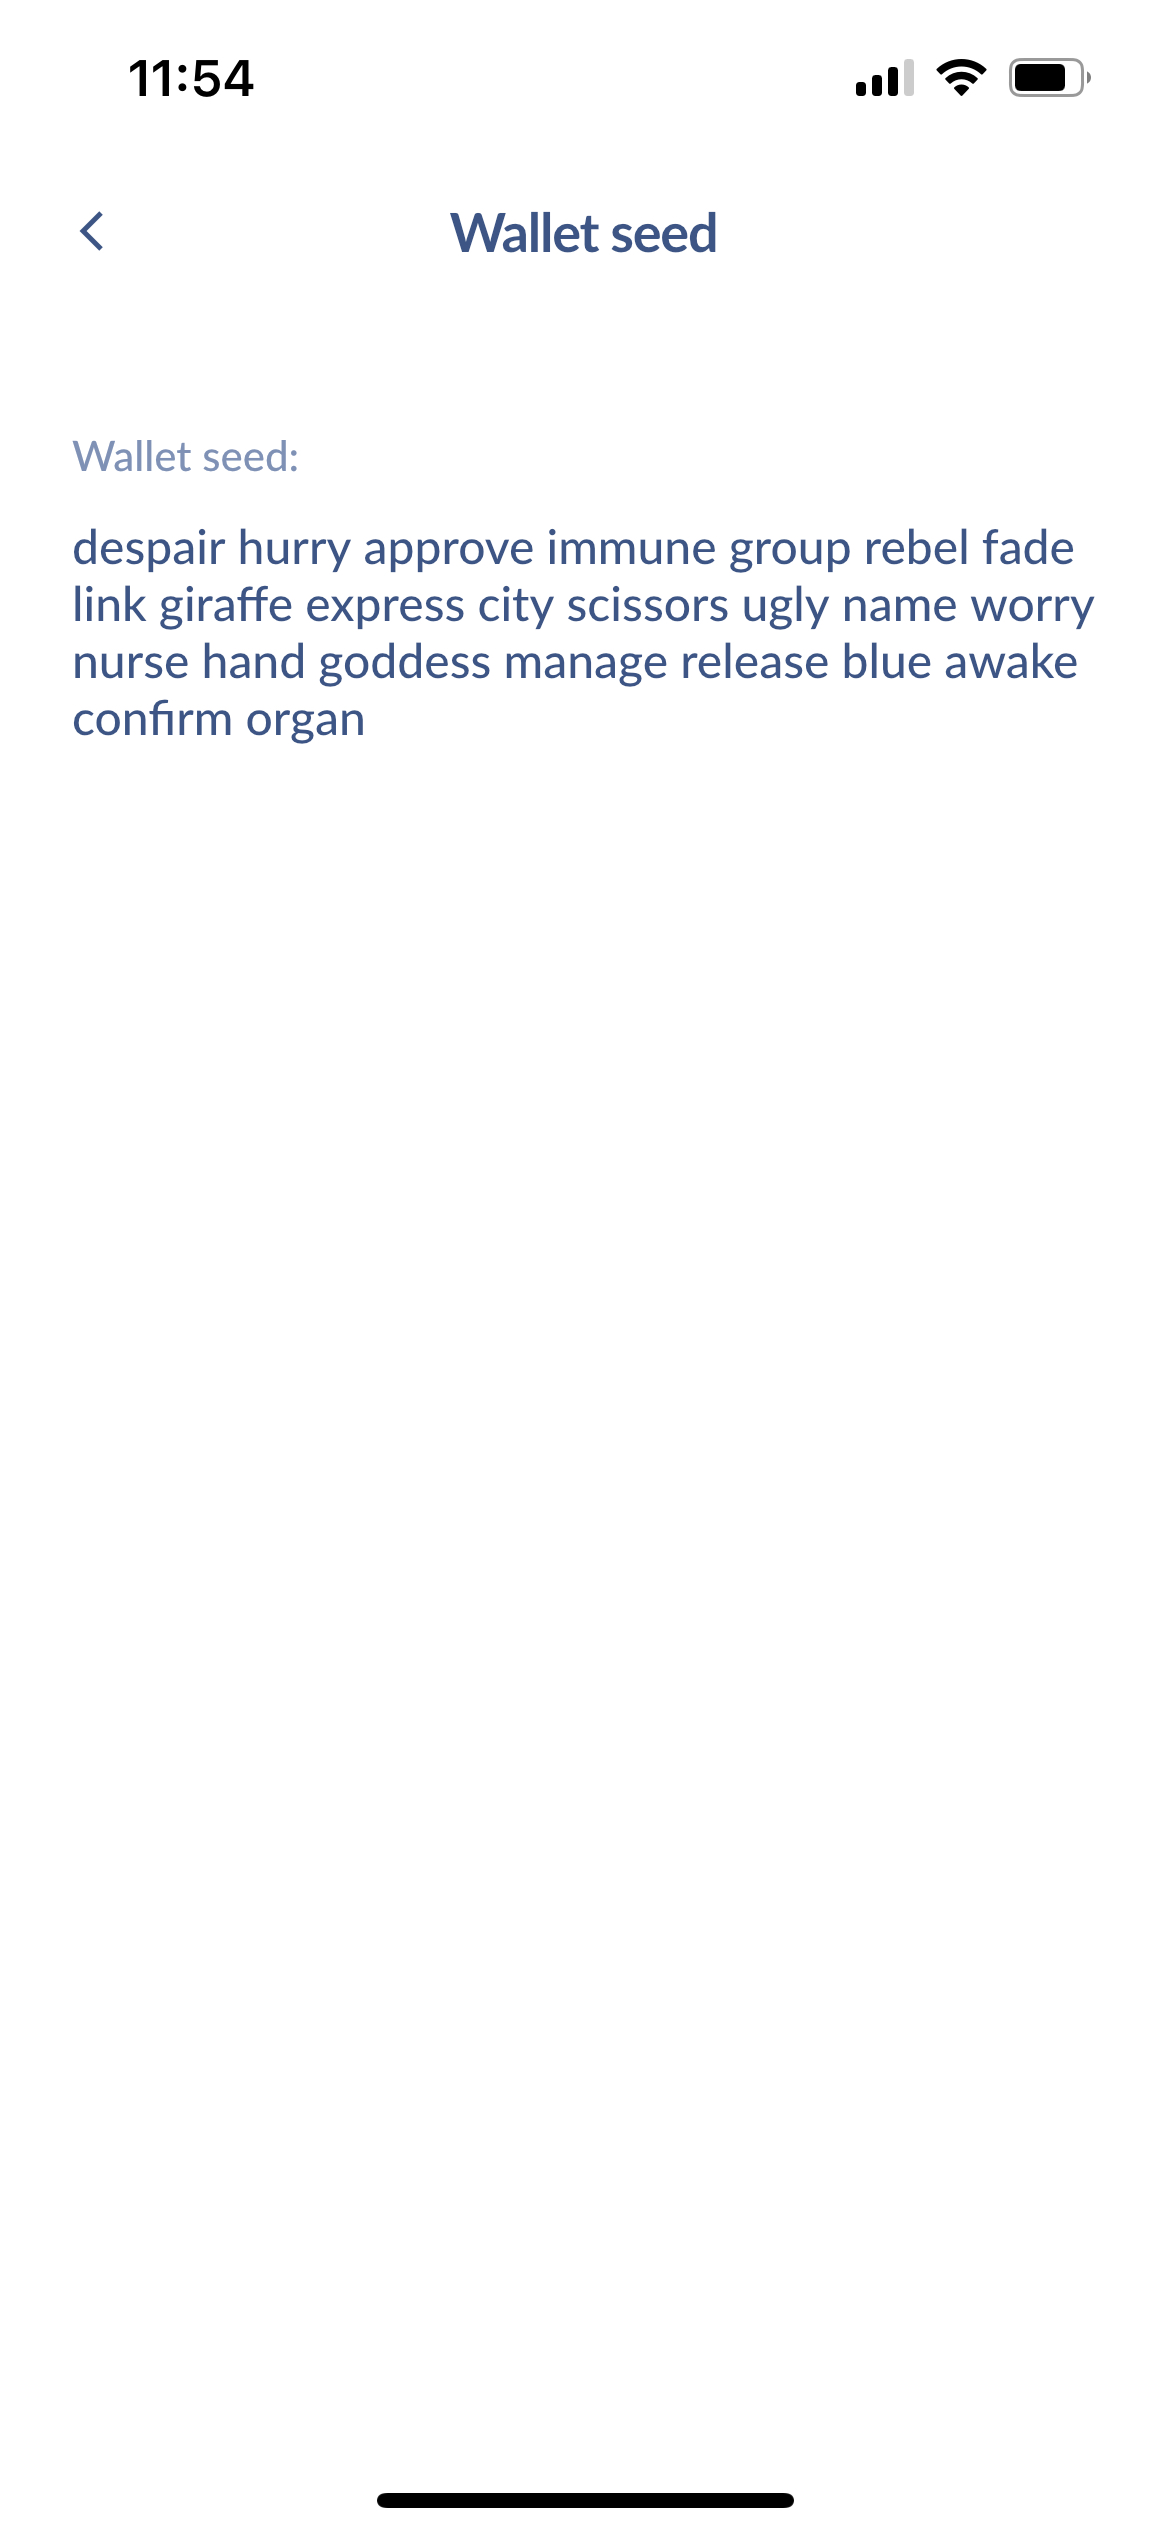 11:54
Wallet seed
Wallet seed:
despair hurry approve immune group rebel fade
link giraffe express city scissors ugly name worry
nurse hand goddess manage release blue awake
confirm organ